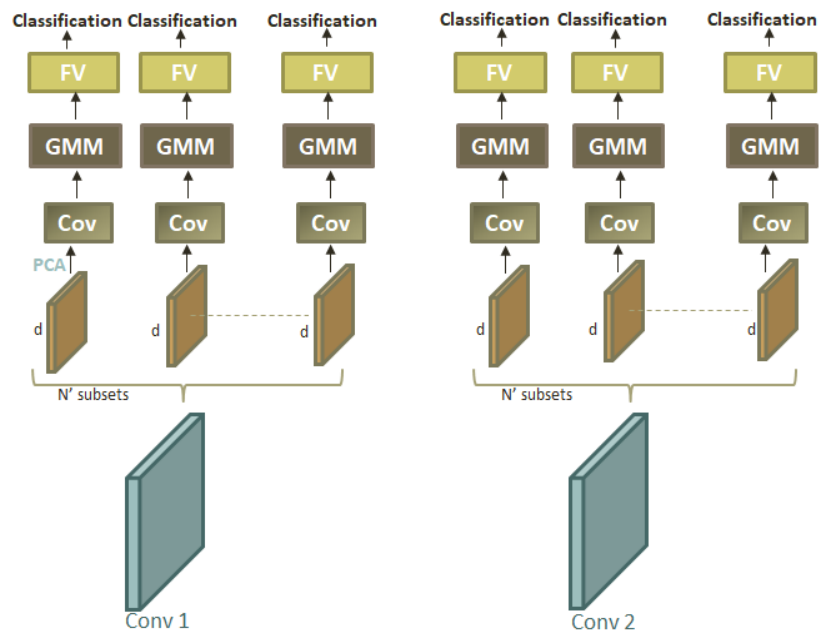 Classification Classification Classification Classification Classification Classification
FV FV FV FV FV FV
GMM GMM GMM GMM GMM GMM
Cov Cov Cov Cov Cov Cov
PCA
d d d d d d
N' subsets N' subsets
Conv 1 Conv 2